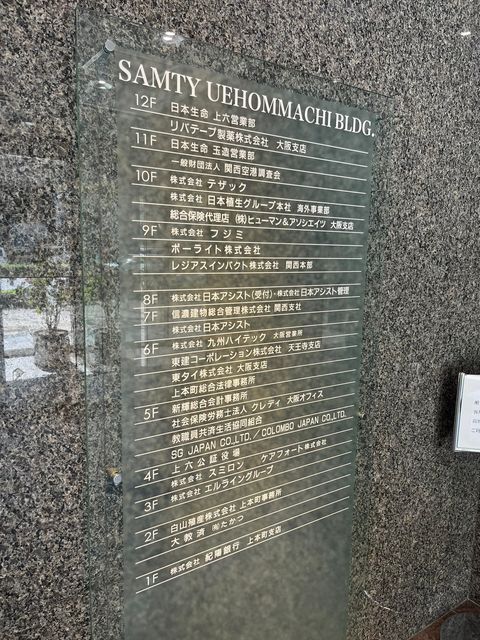 SAMTY UEHOMMACHI BLDG.
12F 日本生命 上六営業部
リバテープ製薬株式会社 大阪支店
11F 日本生命 玉造営業部
一般財団法人 関西空港調査会
10F 株式会社 テザック
株式会社 日本植生グループ本社 海外事業部
総合保険代理店 ㈱ヒューマン&アソシエイツ 大阪支店
9F 株式会社 フジミ
ポーライト株式会社
レジアスインパクト株式会社 関西本部
8F 株式会社日本アシスト(受付)・株式会社日本アシスト管理
7F 信濃建物総合管理株式会社 関西支社
株式会社日本アシスト
6F 株式会社 九州ハイテック 大阪営業所
東建コーポレーション株式会社 天王寺支店
東タイ株式会社 大阪支店
上本町総合法律事務所
5F 新輝総合会計事務所
社会保険労務士法人 クレディ 大阪オフィス
教職員共済生活協同組合
SG JAPAN CO.,LTD./COLOMBO JAPAN CO.,LTD.
4F 上六公証役場
株式会社 スミロン ケアフォート株式会社
3F 株式会社 エルライングループ
2F 白山殖産株式会社 上本町事務所
大教済 ㈲たかつ
1F 株式会社 紀陽銀行 上本町支店